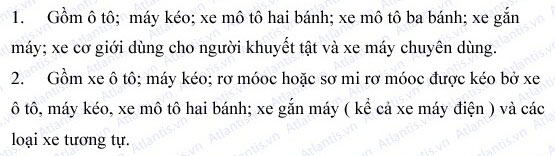 1. Gồm ô tô; máy kéo; xe mô tô hai bánh; xe mô tô ba bánh; xe gắn
máy; xe cơ giới dùng cho người khuyết tật và xe máy chuyên dùng.
2. Gồm xe ô tô; máy kéo; rơ móoc hoặc sơ mi rơ móoc được kéo bở xe
ô tô, máy kéo, xe mô tô hai bánh; xe gắn máy ( kể cả xe máy điện ) và các
loại xe tương tự.